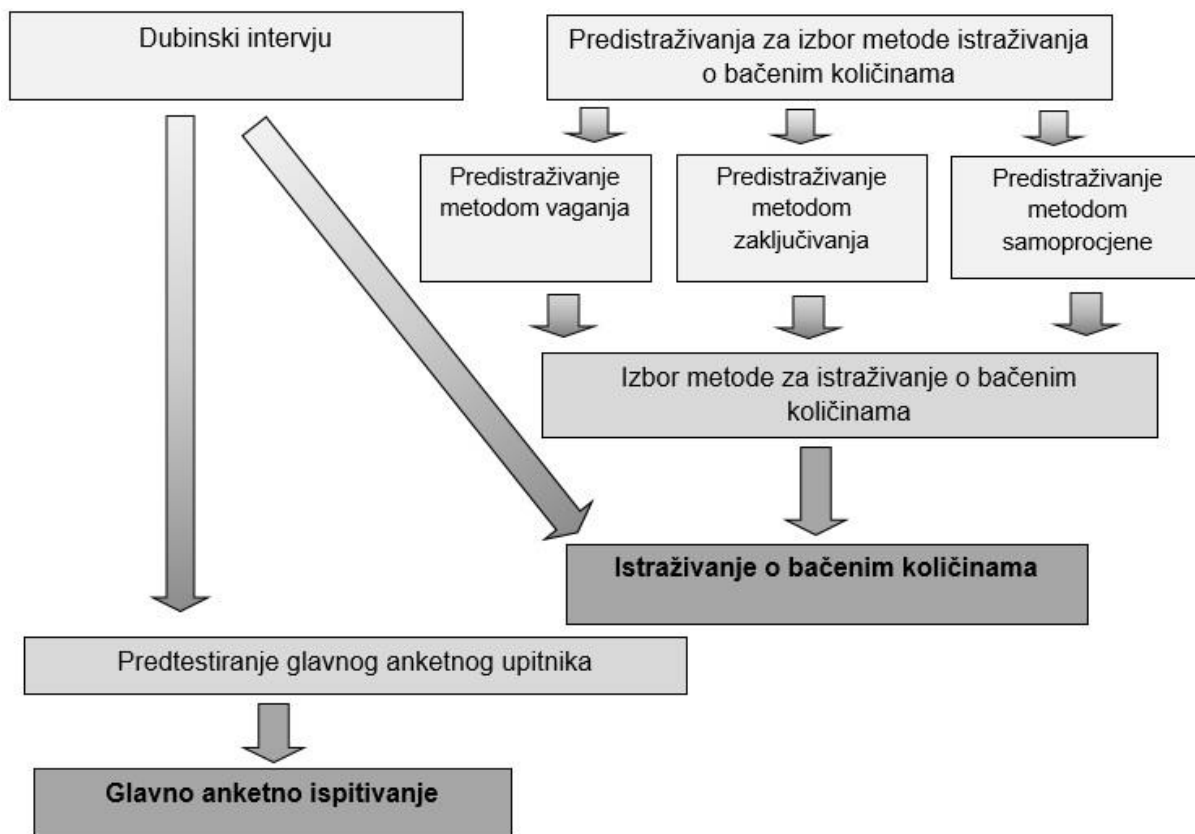 Dubinski intervju
Predistraživanja za izbor metode istraživanja
o bačenim količinama
Predistraživanje
metodom vaganja
Predistraživanje
metodom
zaključivanja
Predistraživanje
metodom
samoprocjene
Izbor metode za istraživanje o bačenim
količinama
Istraživanje o bačenim količinama
Predtestiranje glavnog anketnog upitnika
Glavno anketno ispitivanje